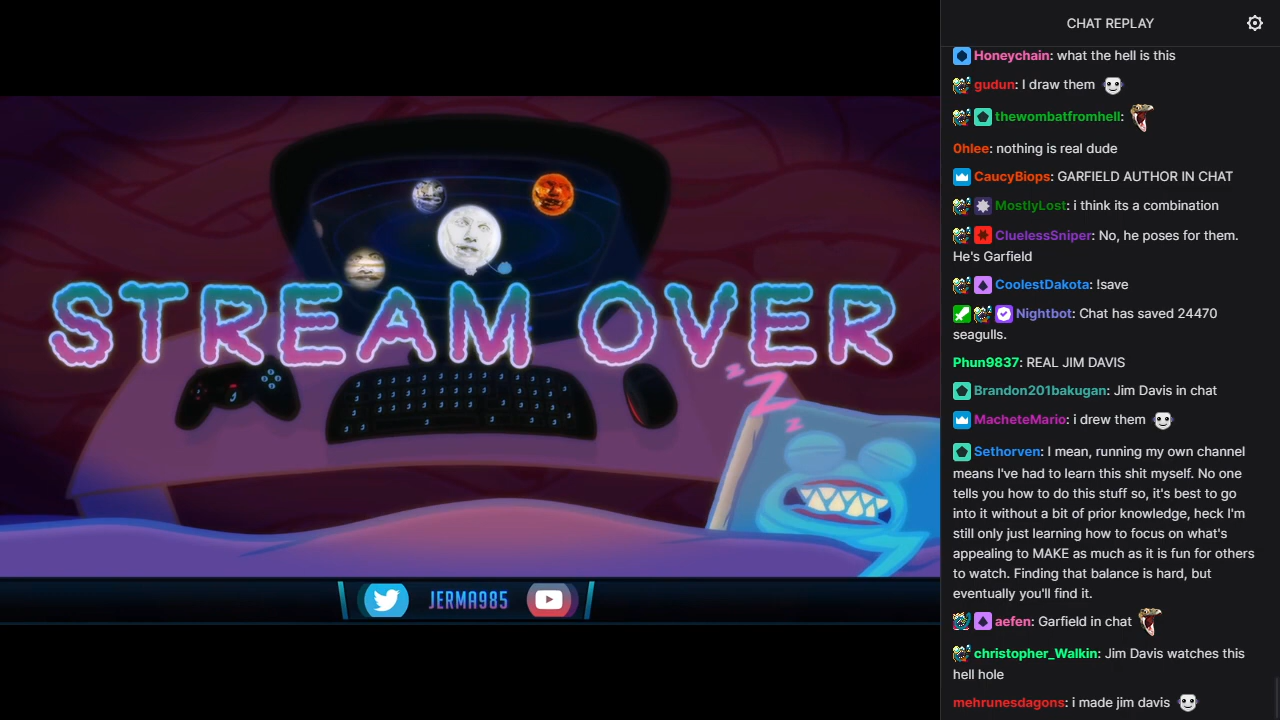 STREAM OVER
z
Z
z
JERMA985
CHAT REPLAY
Honeychain: what the hell is this
gudun: I draw them
thewombatfromhell:
0hlee: nothing is real dude
CaucyBiops: GARFIELD AUTHOR IN CHAT
MostlyLost: i think its a combination
CluelessSniper: No, he poses for them.
He's Garfield
CoolestDakota: !save
Nightbot: Chat has saved 24470
seagulls.
Phun9837: REAL JIM DAVIS
Brandon201bakugan: Jim Davis in chat
MacheteMario: i drew them
Sethorven: I mean, running my own channel
means I've had to learn this shit myself. No one
tells you how to do this stuff so, it's best to go
into it without a bit of prior knowledge, heck I'm
still only just learning how to focus on what's
appealing to MAKE as much as it is fun for others
to watch. Finding that balance is hard, but
eventually you'll find it.
aefen: Garfield in chat
christopher_Walkin: Jim Davis watches this
hell hole
mehrunesdagons: i made jim davis